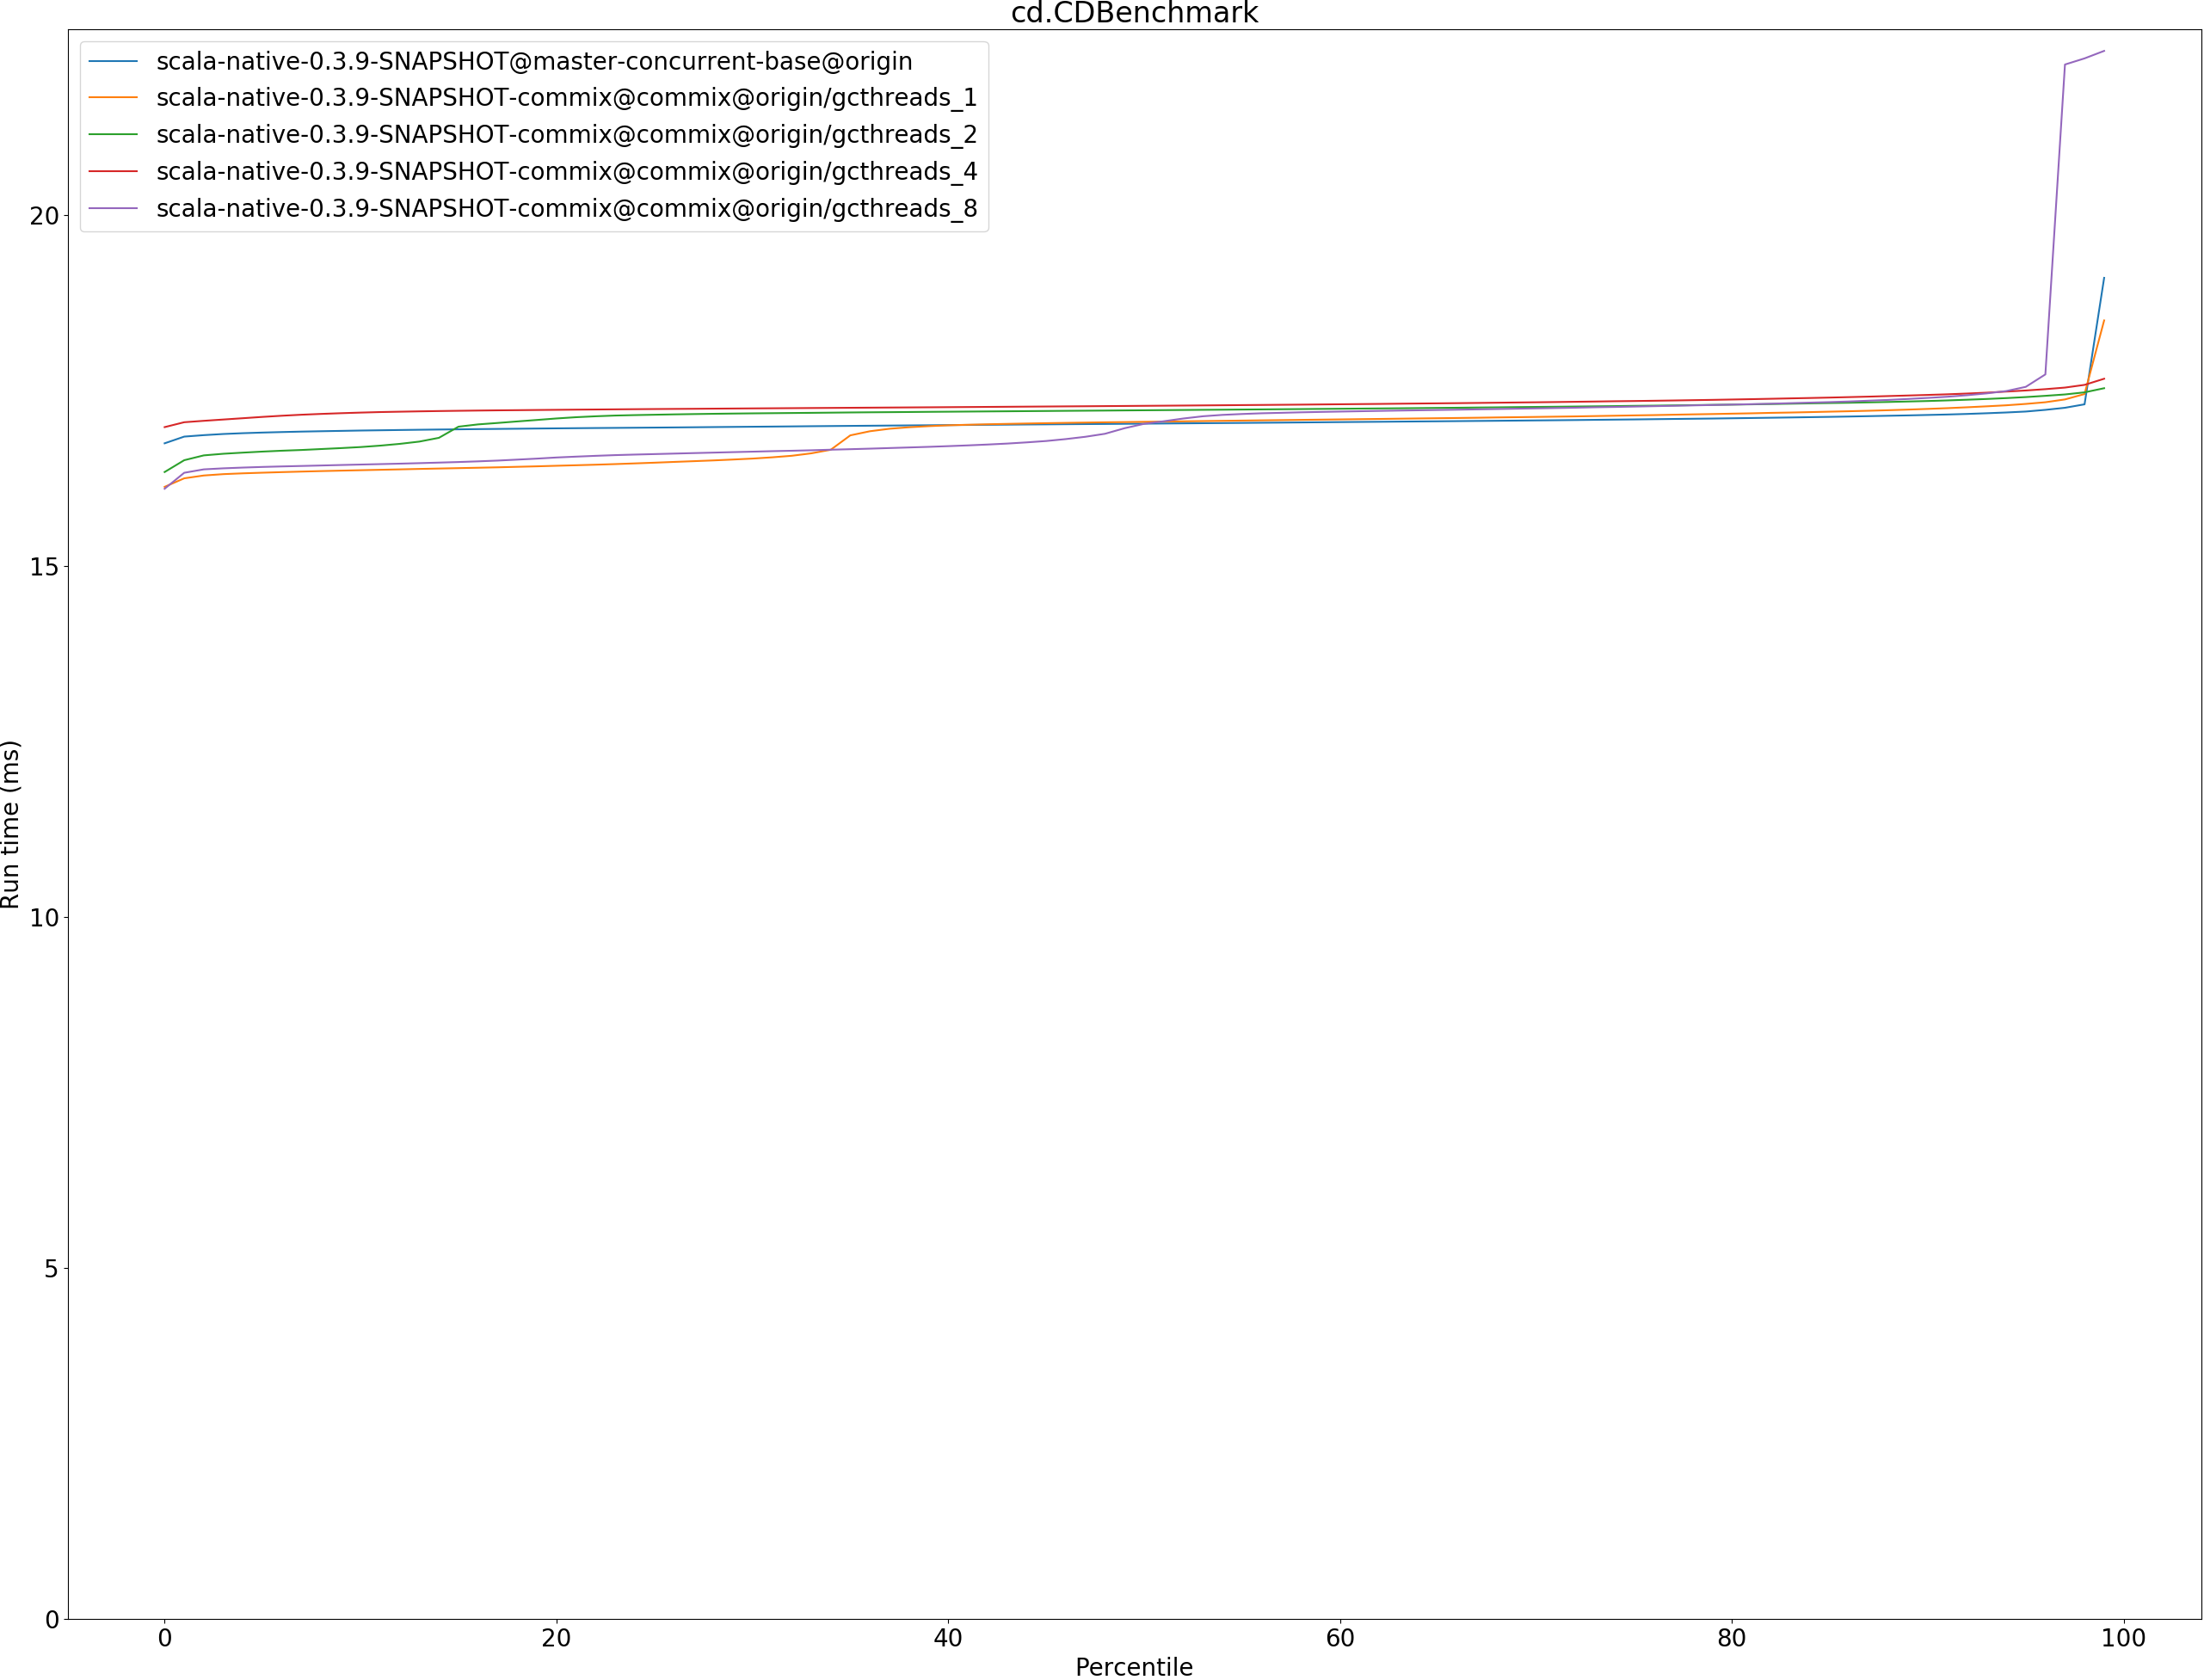 cd.CDBenchmark
scala-native-0.3.9-SNAPSHOT@master-concurrent-base@origin
scala-native-0.3.9-SNAPSHOT-commix@commix@origin/gcthreads_1
scala-native-0.3.9-SNAPSHOT-commix@commix@origin/gcthreads_2
scala-native-0.3.9-SNAPSHOT-commix@commix@origin/gcthreads_4
scala-native-0.3.9-SNAPSHOT-commix@commix@origin/gcthreads_8
20
15
10
5
0
Run time (ms)
0 20 40 60 80 100
Percentile